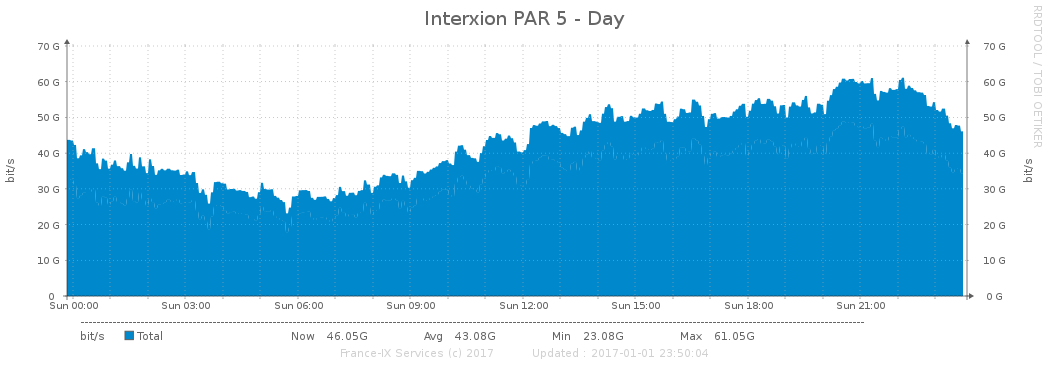 Interxion PAR 5 - Day
RRDTOOL / TOBI OETIKER
bit/s
70 G 70 G
60 G 60 G
50 G 50 G
40 G 40 G
30 G 30 G
20 G 20 G
10 G 10 G
0 0 G
bit/s
Sun 00:00 Sun 03:00 Sun 06:00 Sun 09:00 Sun 12:00 Sun 15:00 Sun 18:00 Sun 21:00
bit/s Total Now 46.05G Avg 43.08G Min 23.08G Max 61.05G
France-IX Services (c) 2017 Updated : 2017-01-01 23:50:04